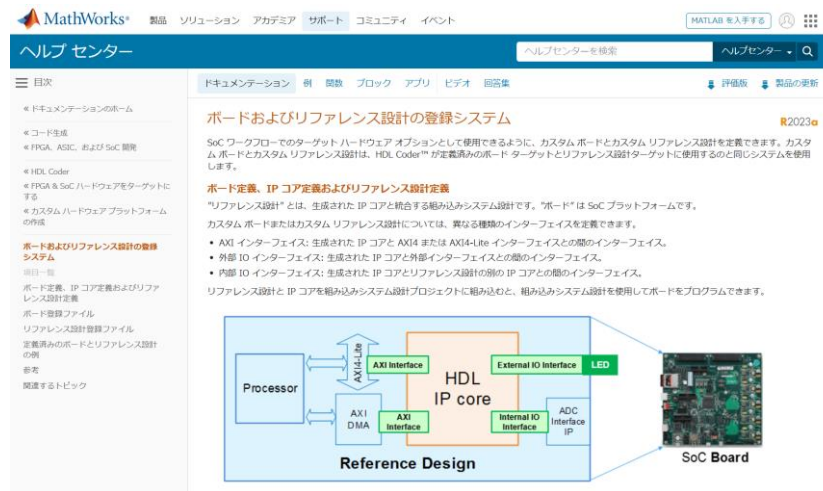 MathWorks® 製品 ソリューション アカデミア サポート コミュニティ イベント MATLAB を入手する
ヘルプ センター ヘルプセンターを検索 ヘルプセンター
目次 ドキュメンテーション 例 関数 ブロック アプリ ビデオ 回答集 評価版 製品の更新
« ドキュメンテーションのホーム
« コード生成
« FPGA、ASIC、および SoC 開発
« HDL Coder
« FPGA & SoC ハードウェアをターゲットに
する
« カスタム ハードウェア プラットフォーム
の作成
ボードおよびリファレンス設計の登録
システム
項目一覧
ボード定義、IP コア定義およびリファ
レンス設計定義
ボード登録ファイル
リファレンス設計登録ファイル
定義済みのボードとリファレンス設計
の例
参考
関連するトピック
ボードおよびリファレンス設計の登録システム
R2023a
SoC ワークフローでのターゲット ハードウェア オプションとして使用できるように、カスタム ボードとカスタム リファレンス設計を定義できます。カスタ
ム ボードとカスタム リファレンス設計は、HDL Coder™ が定義済みのボード ターゲットとリファレンス設計ターゲットに使用するのと同じシステムを使用
します。
ボード定義、IP コア定義およびリファレンス設計定義
"リファレンス設計" とは、生成された IP コアと統合する組み込みシステム設計です。"ボード" は SoC プラットフォームです。
カスタム ボードまたはカスタム リファレンス設計については、異なる種類のインターフェイスを定義できます。
• AXI インターフェイス: 生成された IP コアと AXI4 または AXI4-Lite インターフェイスとの間のインターフェイス。
• 外部 IO インターフェイス: 生成された IP コアと外部インターフェイスとの間のインターフェイス。
• 内部 IO インターフェイス: 生成された IP コアとリファレンス設計の別の IP コアとの間のインターフェイス。
リファレンス設計と IP コアを組み込みシステム設計プロジェクトに組み込むと、組み込みシステム設計を使用してボードをプログラムできます。
Processor
AXI4-Lite
AXI Interface
AXI
DMA
AXI
Interface
HDL
IP core
External IO Interface
LED
Internal IO
Interface
ADC
Interface
IP
Reference Design
SoC Board